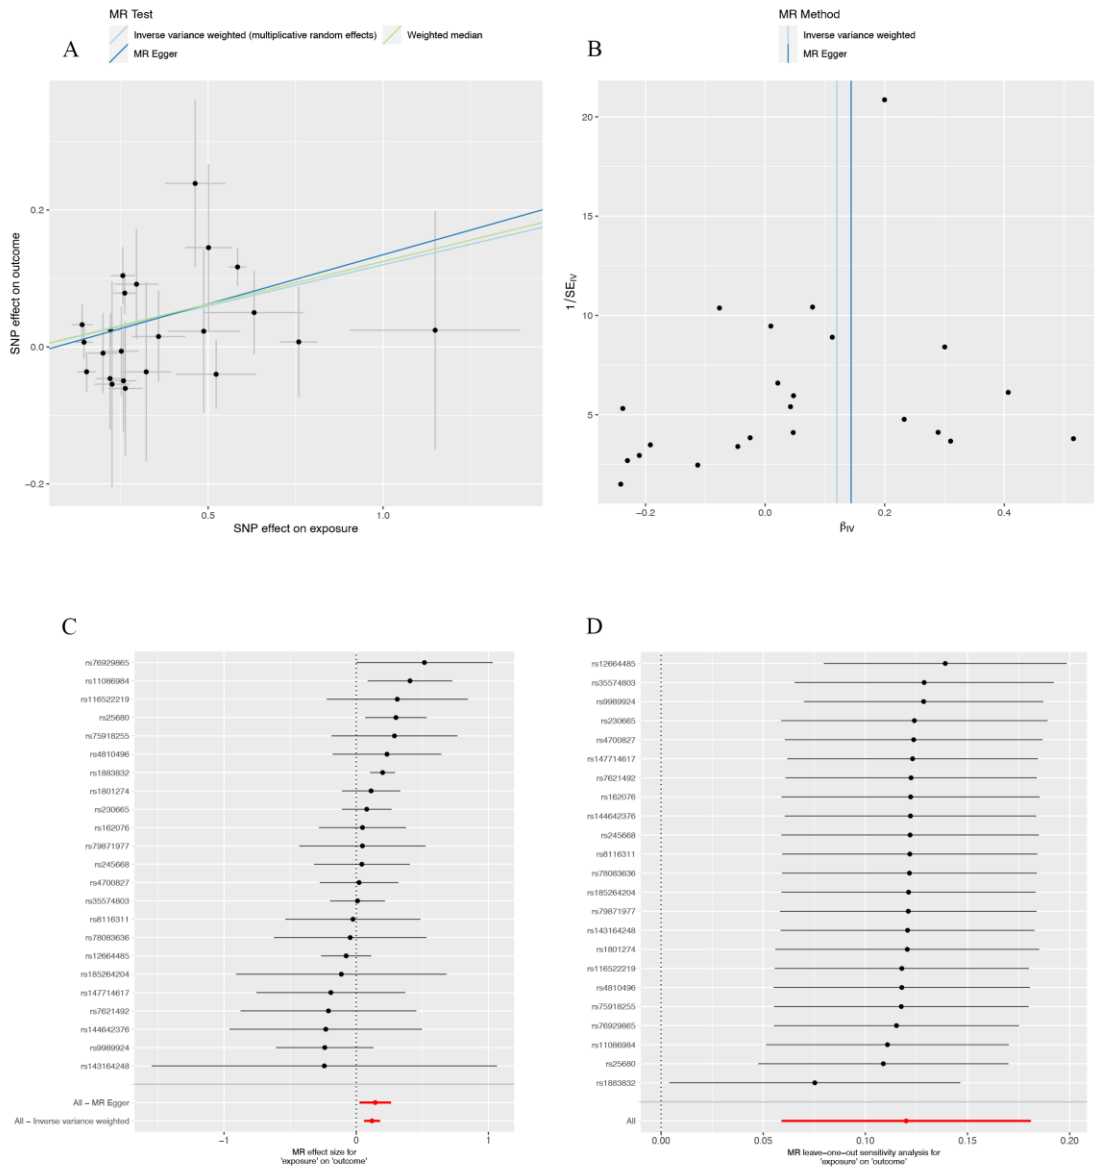 MR Test
Inverse variance weighted (multiplicative random effects)
Weighted median
MR Egger
A
0.2
0.0
−0.2
0.5
1.0
SNP effect on outcome
SNP effect on exposure
MR Method
Inverse variance weighted
MR Egger
B
20
15
10
5
−0.2
0.0
0.2
0.4
1/SE_IV
β_IV
C
rs76929865
rs11086984
rs116522219
rs25680
rs75918255
rs4810496
rs1883832
rs1801274
rs230665
rs162076
rs79871977
rs245668
rs4700827
rs35574803
rs8116311
rs78083636
rs12664485
rs185264204
rs147714617
rs7621492
rs144642376
rs9989924
rs143164248
All − MR Egger
All − Inverse variance weighted
−1
0
1
MR effect size for
'exposure' on 'outcome'
D
rs12664485
rs35574803
rs9989924
rs230665
rs4700827
rs147714617
rs7621492
rs162076
rs144642376
rs245668
rs8116311
rs78083636
rs185264204
rs79871977
rs143164248
rs1801274
rs116522219
rs4810496
rs75918255
rs76929865
rs11086984
rs25680
rs1883832
All
0.00
0.05
0.10
0.15
0.20
MR leave−one−out sensitivity analysis for
'exposure' on 'outcome'